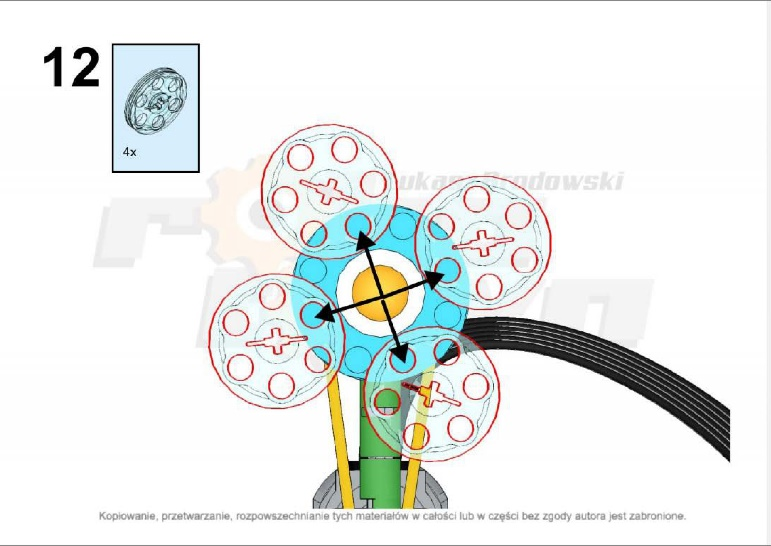 12
4x
Kopiowanie, przetwarzanie, rozpowszechnianie tych materiałów w całości lub w części bez zgody autora jest zabronione.